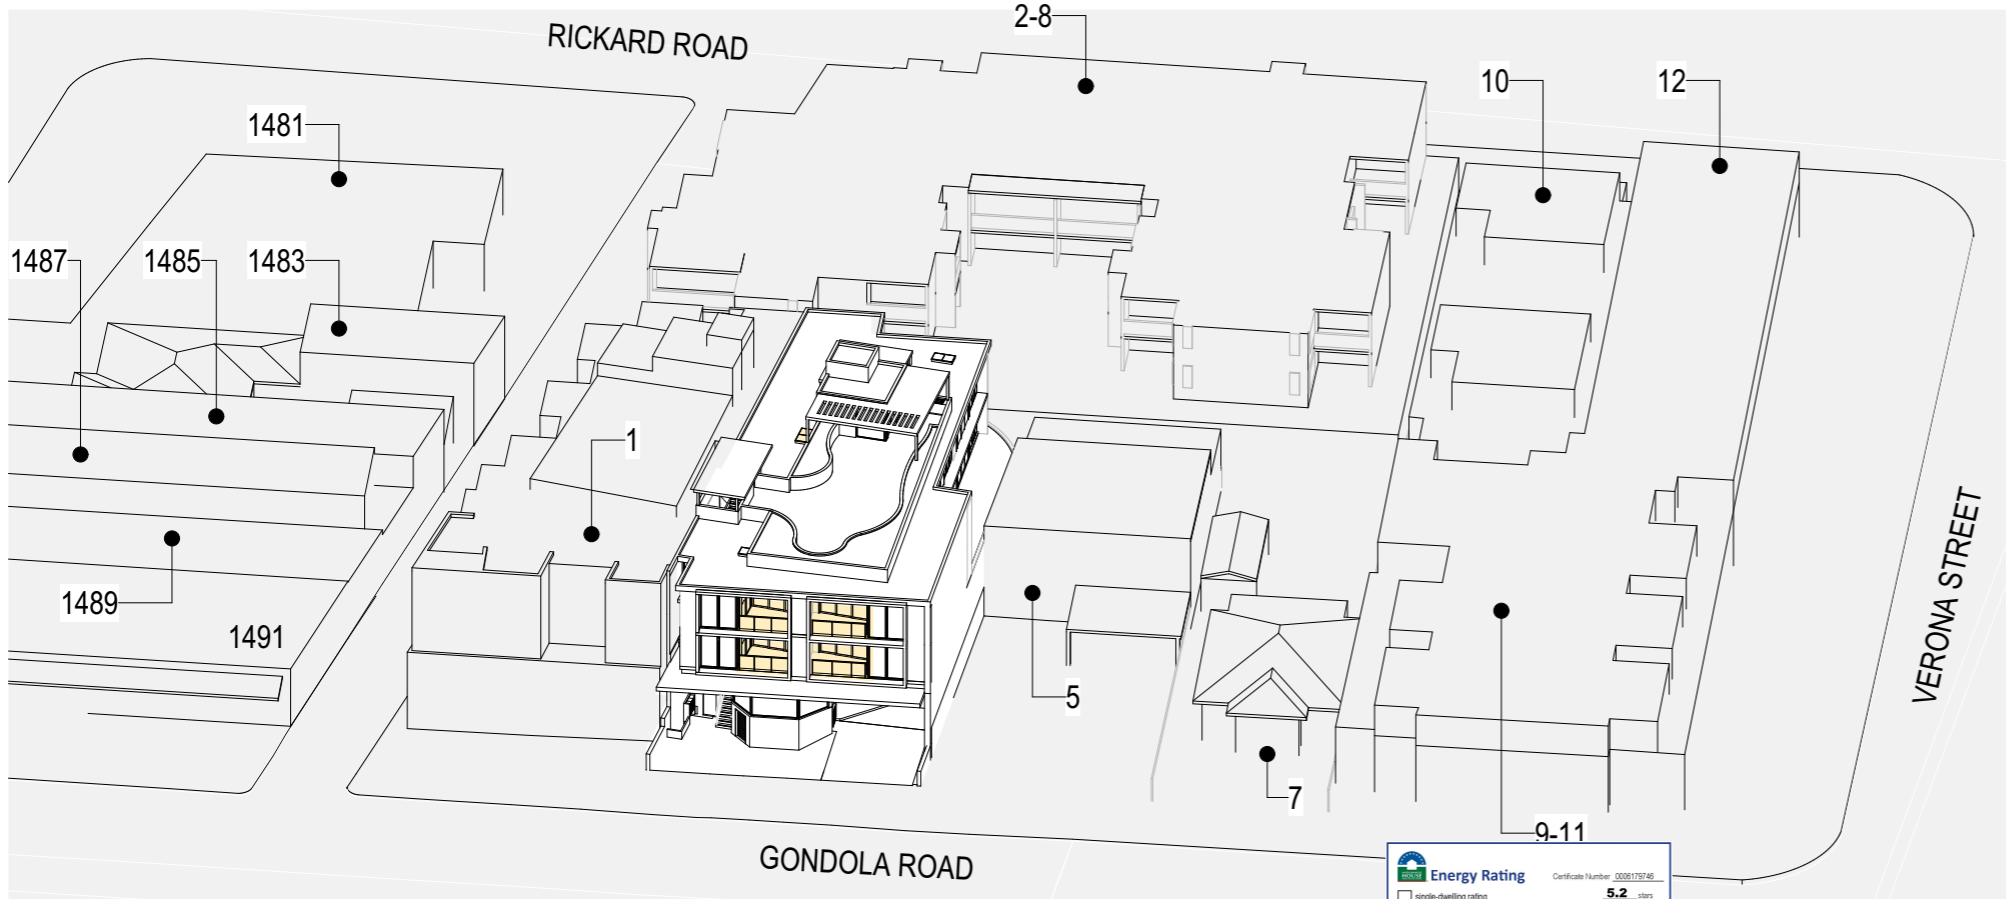 2-8
RICKARD ROAD
10
12
1481
1487
1485
1483
1
1489
1491
5
7
VERONA STREET
9-11
GONDOLA ROAD
HOUSE
Energy Rating
Certificate Number 0006179746
single-dwelling rating
5.2 stars